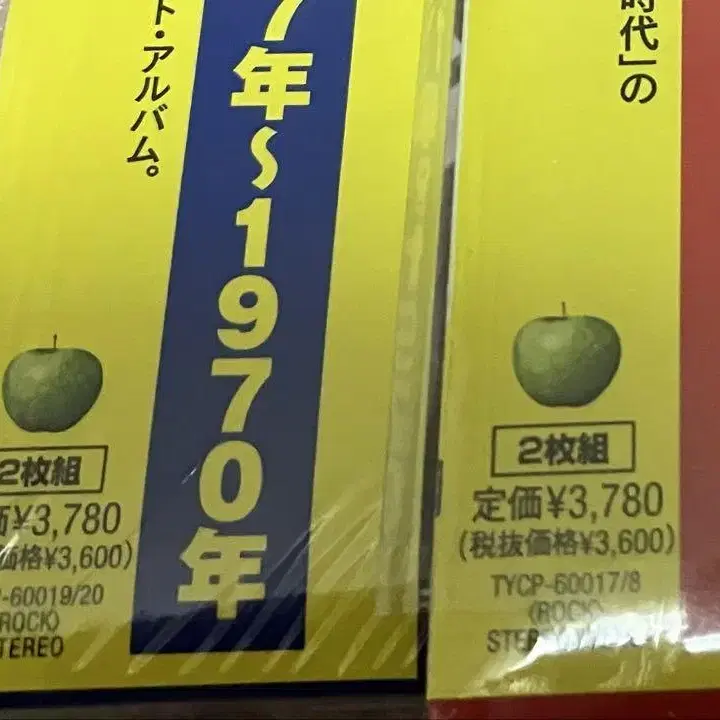 ト・アルバム。
7年~1970年
2枚組
価¥3,780
価格¥3,600)
-60019/20
ROCK〉
TEREO
時代」の
2枚組
定価¥3,780
(税抜価格¥3,600)
TYCP-60017/8
〈ROCK〉